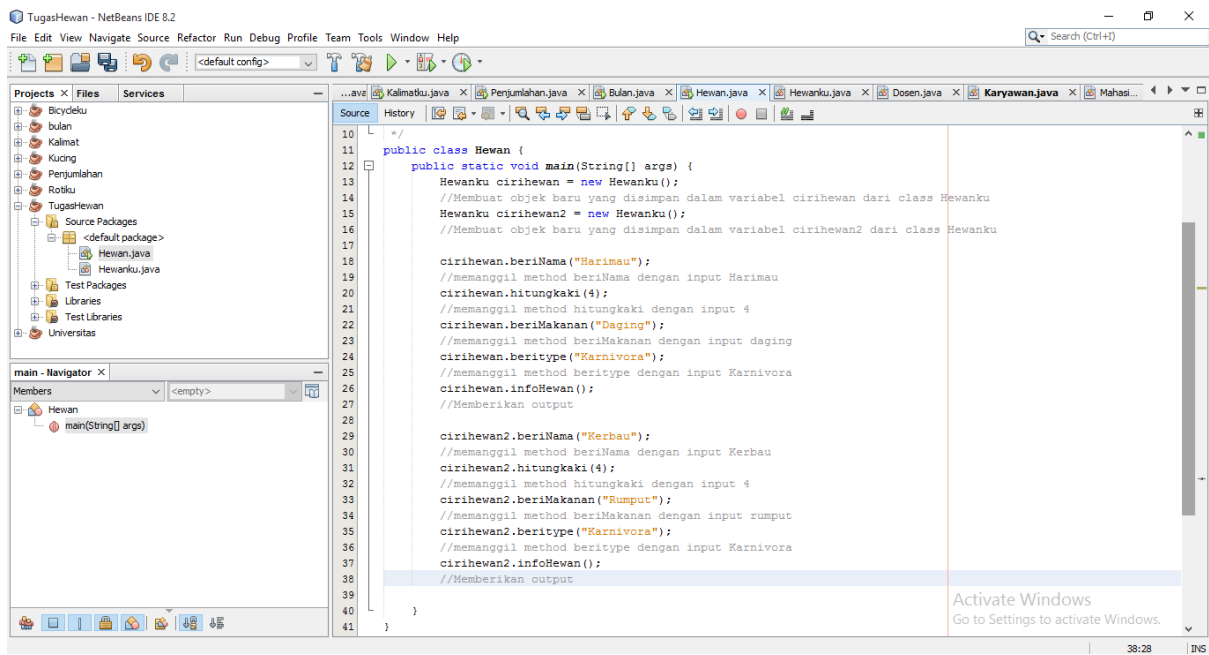 TugasHewan - NetBeans IDE 8.2
File Edit View Navigate Source Refactor Run Debug Profile Team Tools Window Help
Search (Ctrl+I)
<default config>
Projects Files Services
Bicycleku
bulan
Kalimat
Kucing
Penjumlahan
Rotiku
TugasHewan
Source Packages
<default package>
Hewan.java
Hewanku.java
Test Packages
Libraries
Test Libraries
Universitas
main - Navigator
Members <empty>
Hewan
main(String[] args)
...ava Kalimatku.java Penjumlahan.java Bulan.java Hewan.java Hewanku.java Dosen.java Karyawan.java Mahasi...
Source History
10 */
11 public class Hewan {
12 public static void main(String[] args) {
13 Hewanku cirihewan = new Hewanku();
14 //Membuat objek baru yang disimpan dalam variabel cirihewan dari class Hewanku
15 Hewanku cirihewan2 = new Hewanku();
16 //Membuat objek baru yang disimpan dalam variabel cirihewan2 dari class Hewanku
17
18 cirihewan.beriNama("Harimau");
19 //memanggil method beriNama dengan input Harimau
20 cirihewan.hitungkaki(4);
21 //memanggil method hitungkaki dengan input 4
22 cirihewan.beriMakanan("Daging");
23 //memanggil method beriMakanan dengan input daging
24 cirihewan.beritype("Karnivora");
25 //memanggil method beritype dengan input Karnivora
26 cirihewan.infoHewan();
27 //Memberikan output
28
29 cirihewan2.beriNama("Kerbau");
30 //memanggil method beriNama dengan input Kerbau
31 cirihewan2.hitungkaki(4);
32 //memanggil method hitungkaki dengan input 4
33 cirihewan2.beriMakanan("Rumput");
34 //memanggil method beriMakanan dengan input rumput
35 cirihewan2.beritype("Karnivora");
36 //memanggil method beritype dengan input Karnivora
37 cirihewan2.infoHewan();
38 //Memberikan output
39
40 }
41 }
Activate Windows
Go to Settings to activate Windows.
38:28 INS